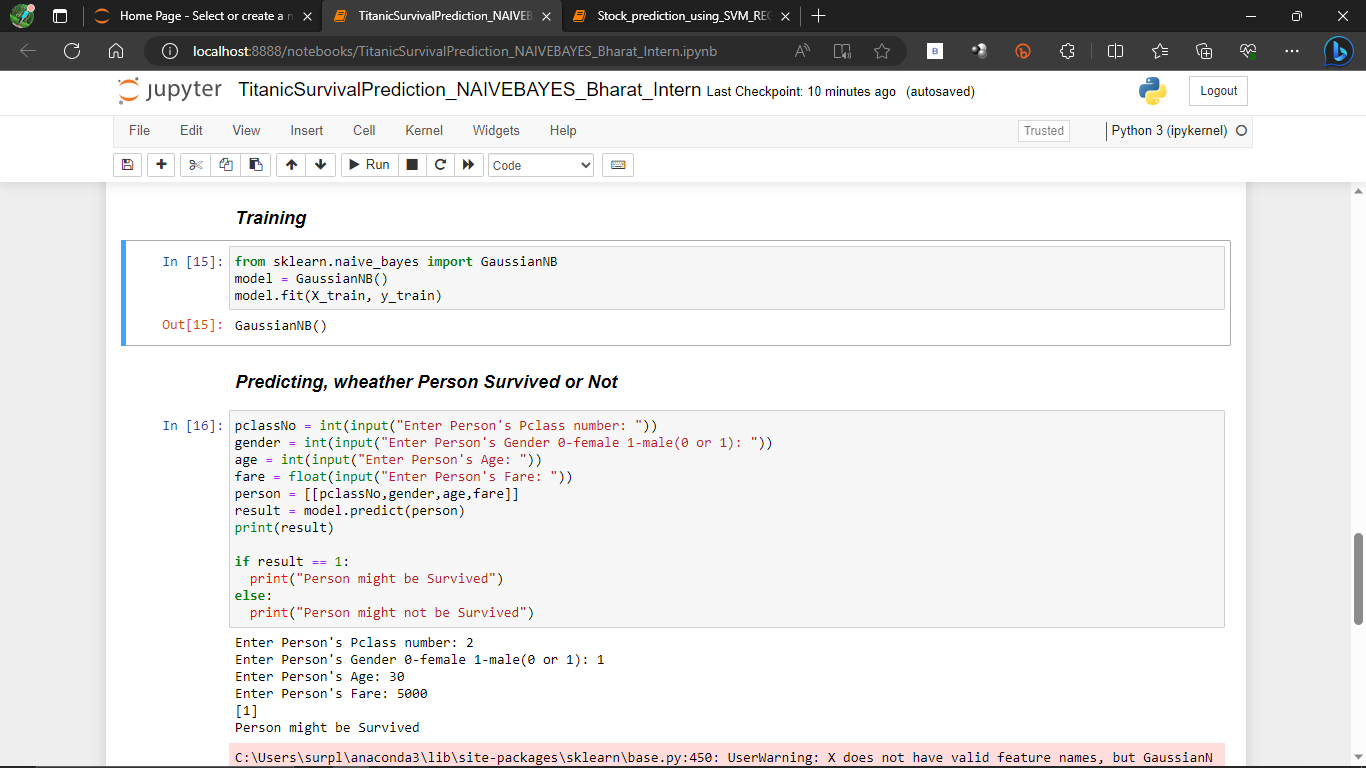 Home Page - Select or create a n
TitanicSurvivalPrediction_NAIVEB
Stock_prediction_using_SVM_REG
localhost:8888/notebooks/TitanicSurvivalPrediction_NAIVEBAYES_Bharat_Intern.ipynb
jupyter TitanicSurvivalPrediction_NAIVEBAYES_Bharat_Intern Last Checkpoint: 10 minutes ago (autosaved)
Logout
File Edit View Insert Cell Kernel Widgets Help
Trusted
Python 3 (ipykernel)
Run
Code
Training
In [15]: from sklearn.naive_bayes import GaussianNB
model = GaussianNB()
model.fit(X_train, y_train)
Out[15]: GaussianNB()
Predicting, wheather Person Survived or Not
In [16]: pclassNo = int(input("Enter Person's Pclass number: "))
gender = int(input("Enter Person's Gender 0-female 1-male(0 or 1): "))
age = int(input("Enter Person's Age: "))
fare = float(input("Enter Person's Fare: "))
person = [[pclassNo,gender,age,fare]]
result = model.predict(person)
print(result)
if result == 1:
print("Person might be Survived")
else:
print("Person might not be Survived")
Enter Person's Pclass number: 2
Enter Person's Gender 0-female 1-male(0 or 1): 1
Enter Person's Age: 30
Enter Person's Fare: 5000
[1]
Person might be Survived
C:\Users\surpl\anaconda3\lib\site-packages\sklearn\base.py:450: UserWarning: X does not have valid feature names, but GaussianN